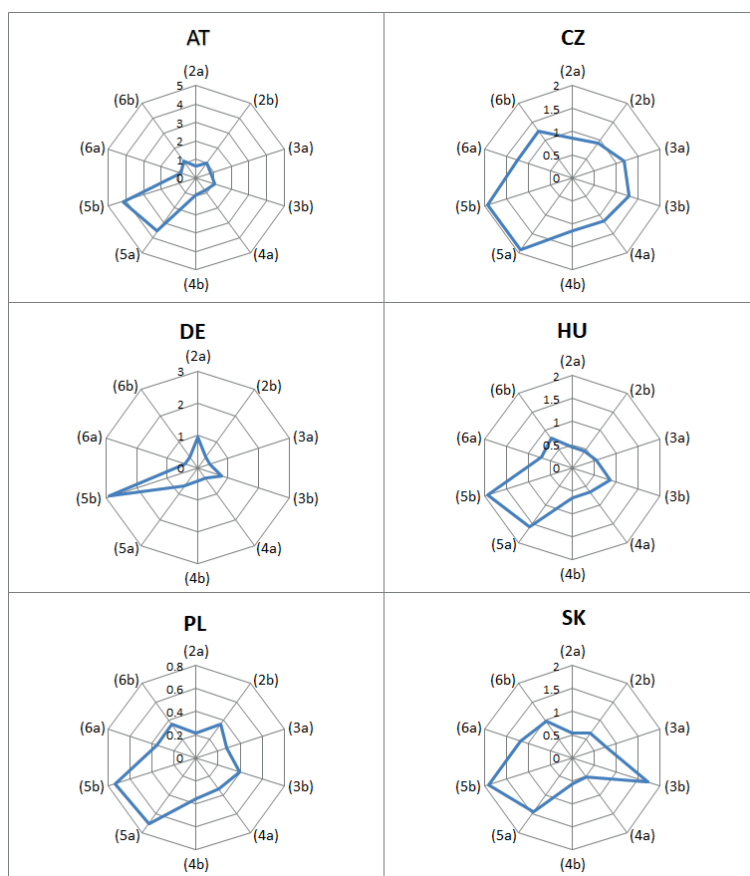 AT
(2a)
5
(6b) (2b)
4
3
(6a) (3a)
2
1
0
(5b) (3b)
(5a) (4a)
(4b)
CZ
(2a)
2
(6b) (2b)
1.5
(6a) (3a)
1
0.5
0
(5b) (3b)
(5a) (4a)
(4b)
DE
(2a)
3
(6b) (2b)
2
(6a) (3a)
1
0
(5b) (3b)
(5a) (4a)
(4b)
HU
(2a)
2
(6b) (2b)
1.5
(6a) (3a)
1
0.5
0
(5b) (3b)
(5a) (4a)
(4b)
PL
(2a)
0.8
(6b) (2b)
0.6
(6a) (3a)
0.4
0.2
0
(5b) (3b)
(5a) (4a)
(4b)
SK
(2a)
2
(6b) (2b)
1.5
(6a) (3a)
1
0.5
0
(5b) (3b)
(5a) (4a)
(4b)